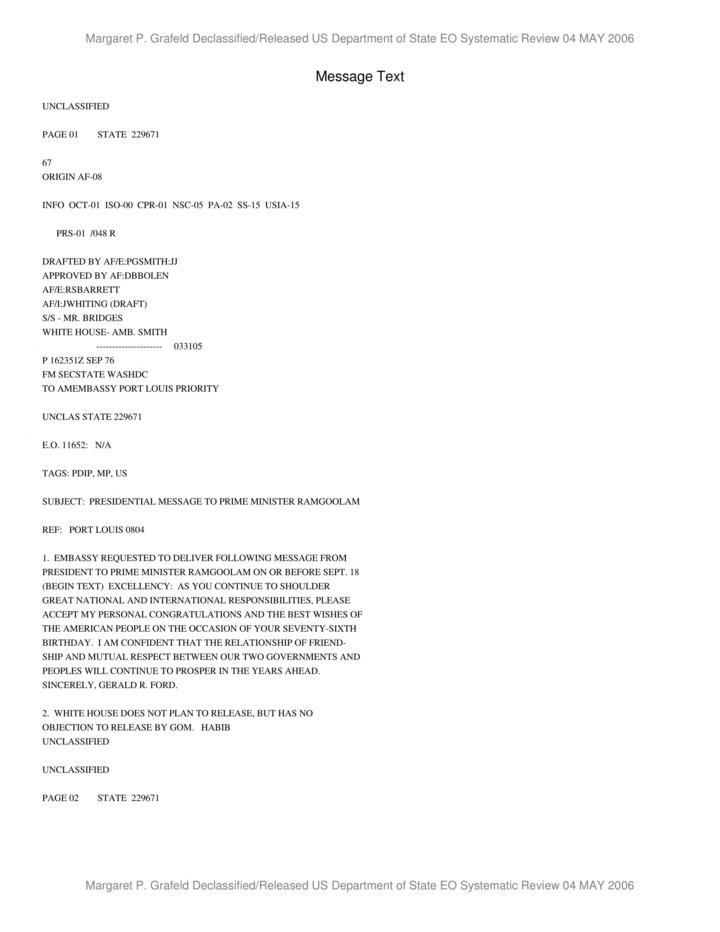 Margaret P. Grafeld Declassified/Released US Department of State EO Systematic Review 04 MAY 2006
Message Text
UNCLASSIFIED
PAGE 01 STATE 229671
67
ORIGIN AF-08
INFO OCT-01 ISO-00 CPR-01 NSC-05 PA-02 SS-15 USIA-15
PRS-01 /048 R
DRAFTED BY AF/E:PGSMITH:JJ
APPROVED BY AF:DBBOLEN
AF/E:RSBARRETT
AF/I:JWHITING (DRAFT)
S/S - MR. BRIDGES
WHITE HOUSE- AMB. SMITH
--------------------- 033105
P 162351Z SEP 76
FM SECSTATE WASHDC
TO AMEMBASSY PORT LOUIS PRIORITY
UNCLAS STATE 229671
E.O. 11652: N/A
TAGS: PDIP, MP, US
SUBJECT: PRESIDENTIAL MESSAGE TO PRIME MINISTER RAMGOOLAM
REF: PORT LOUIS 0804
1. EMBASSY REQUESTED TO DELIVER FOLLOWING MESSAGE FROM
PRESIDENT TO PRIME MINISTER RAMGOOLAM ON OR BEFORE SEPT. 18
(BEGIN TEXT) EXCELLENCY: AS YOU CONTINUE TO SHOULDER
GREAT NATIONAL AND INTERNATIONAL RESPONSIBILITIES, PLEASE
ACCEPT MY PERSONAL CONGRATULATIONS AND THE BEST WISHES OF
THE AMERICAN PEOPLE ON THE OCCASION OF YOUR SEVENTY-SIXTH
BIRTHDAY. I AM CONFIDENT THAT THE RELATIONSHIP OF FRIEND-
SHIP AND MUTUAL RESPECT BETWEEN OUR TWO GOVERNMENTS AND
PEOPLES WILL CONTINUE TO PROSPER IN THE YEARS AHEAD.
SINCERELY, GERALD R. FORD.
2. WHITE HOUSE DOES NOT PLAN TO RELEASE, BUT HAS NO
OBJECTION TO RELEASE BY GOM. HABIB
UNCLASSIFIED
UNCLASSIFIED
PAGE 02 STATE 229671
Margaret P. Grafeld Declassified/Released US Department of State EO Systematic Review 04 MAY 2006